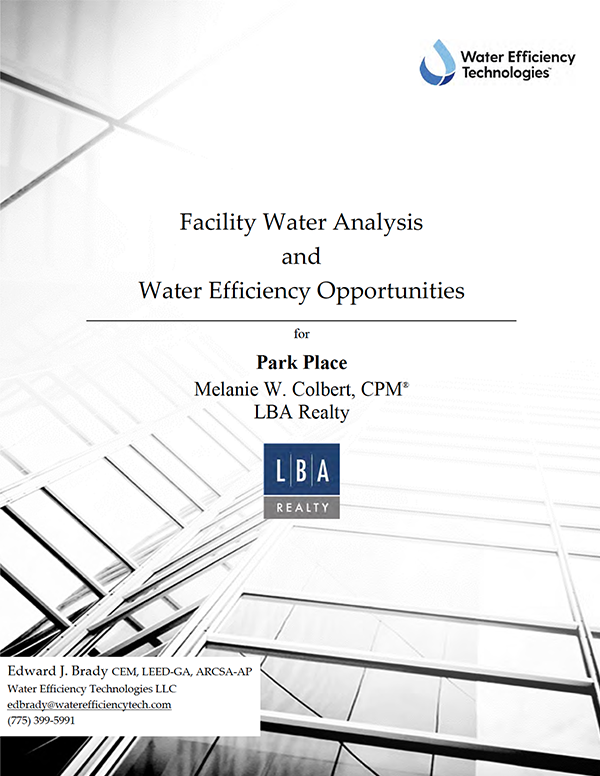 Water Efficiency
Technologies™
Facility Water Analysis
and
Water Efficiency Opportunities
for
Park Place
Melanie W. Colbert, CPM®
LBA Realty
L|B|A
REALTY
Edward J. Brady CEM, LEED-GA, ARCSA-AP
Water Efficiency Technologies LLC
edbrady@waterefficiencytech.com
(775) 399-5991